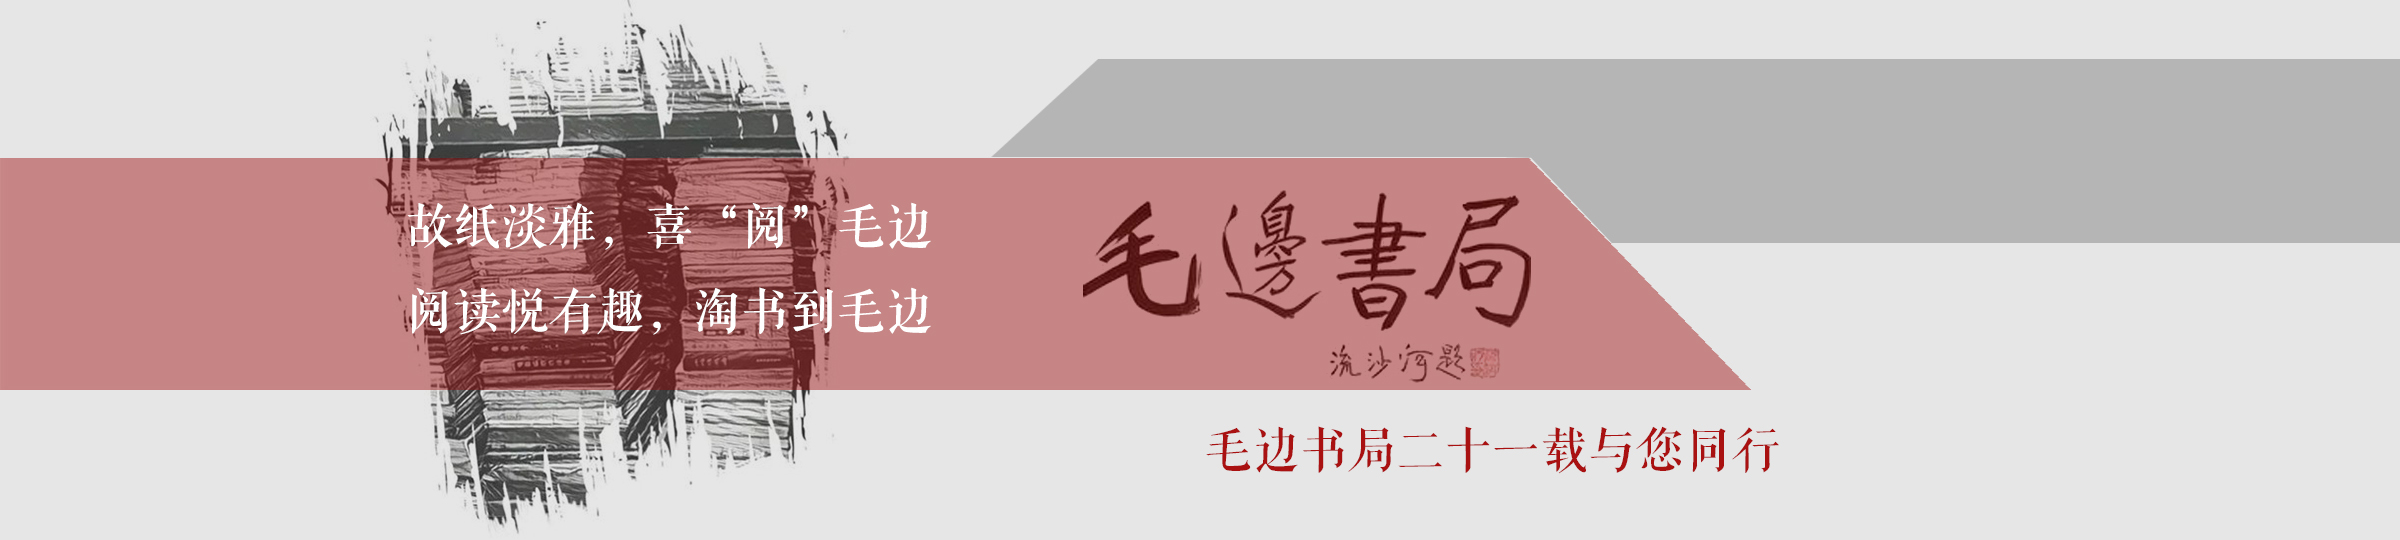 故纸淡雅，喜“阅”毛边
阅读悦有趣，淘书到毛边
毛邊書局
流沙河题
毛边书局二十一载与您同行